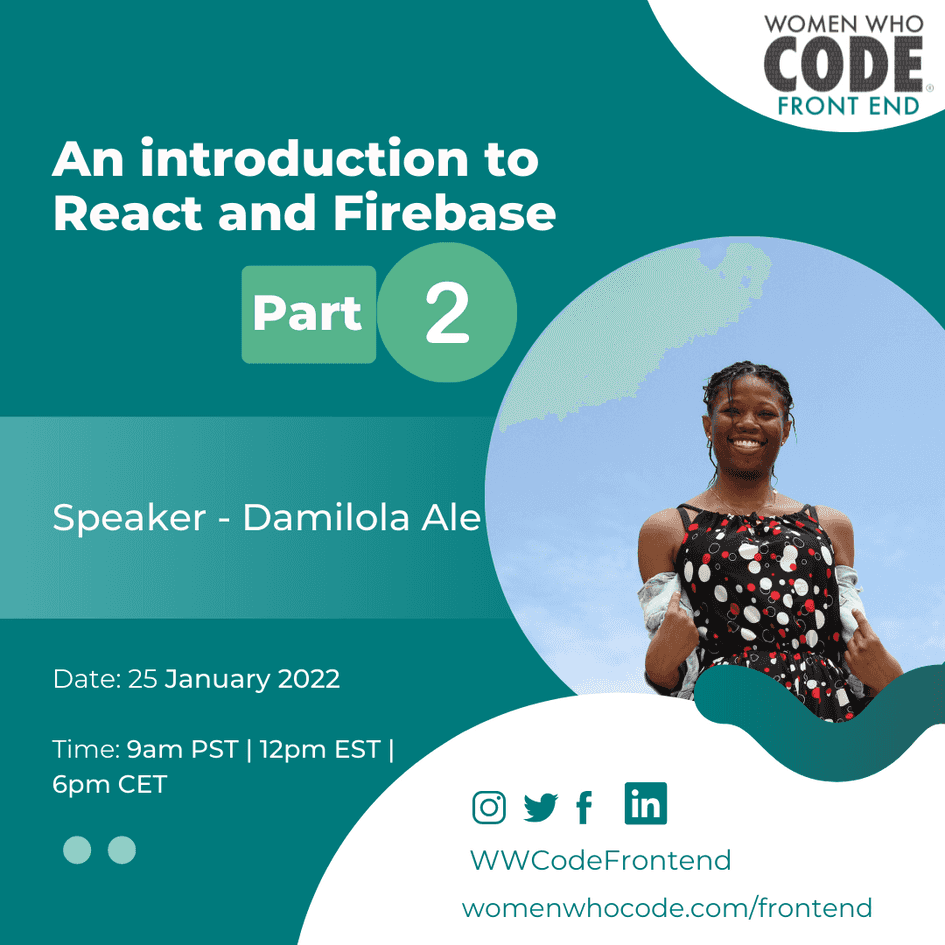 WOMEN WHO
CODE®
FRONT END
An introduction to
React and Firebase
Part 2
Speaker - Damilola Ale
Date: 25 January 2022
Time: 9am PST | 12pm EST |
6pm CET
WWCodeFrontend
womenwhocode.com/frontend